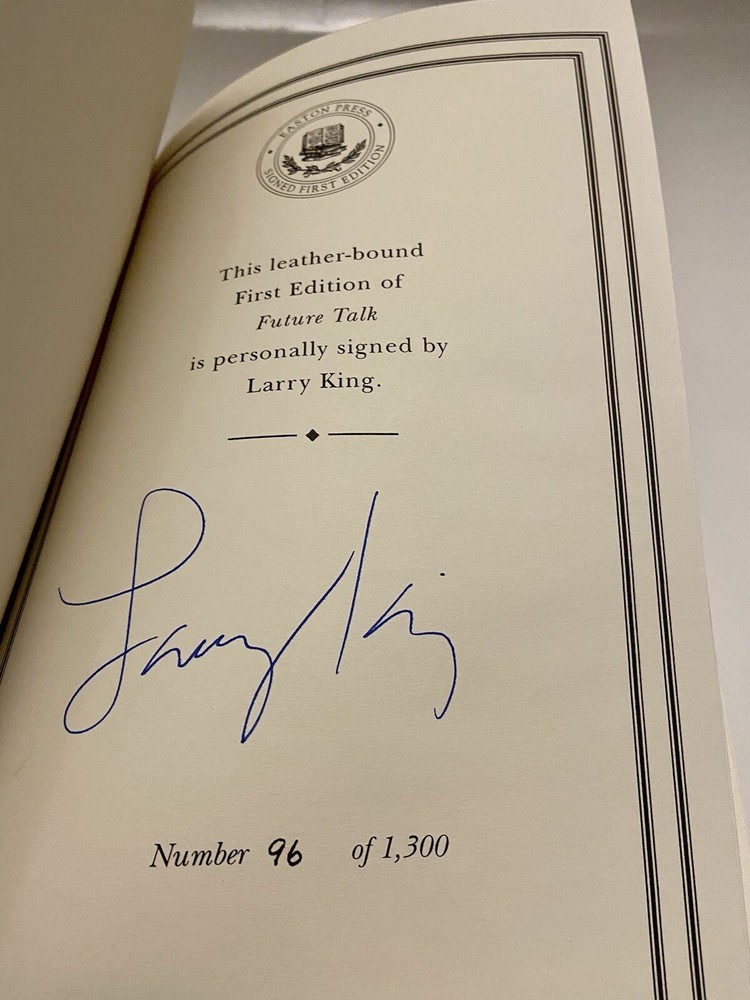 EASTON PRESS
SIGNED FIRST EDITION
This leather-bound
First Edition of
Future Talk
is personally signed by
Larry King.
Larry King
Number 96 of 1,300